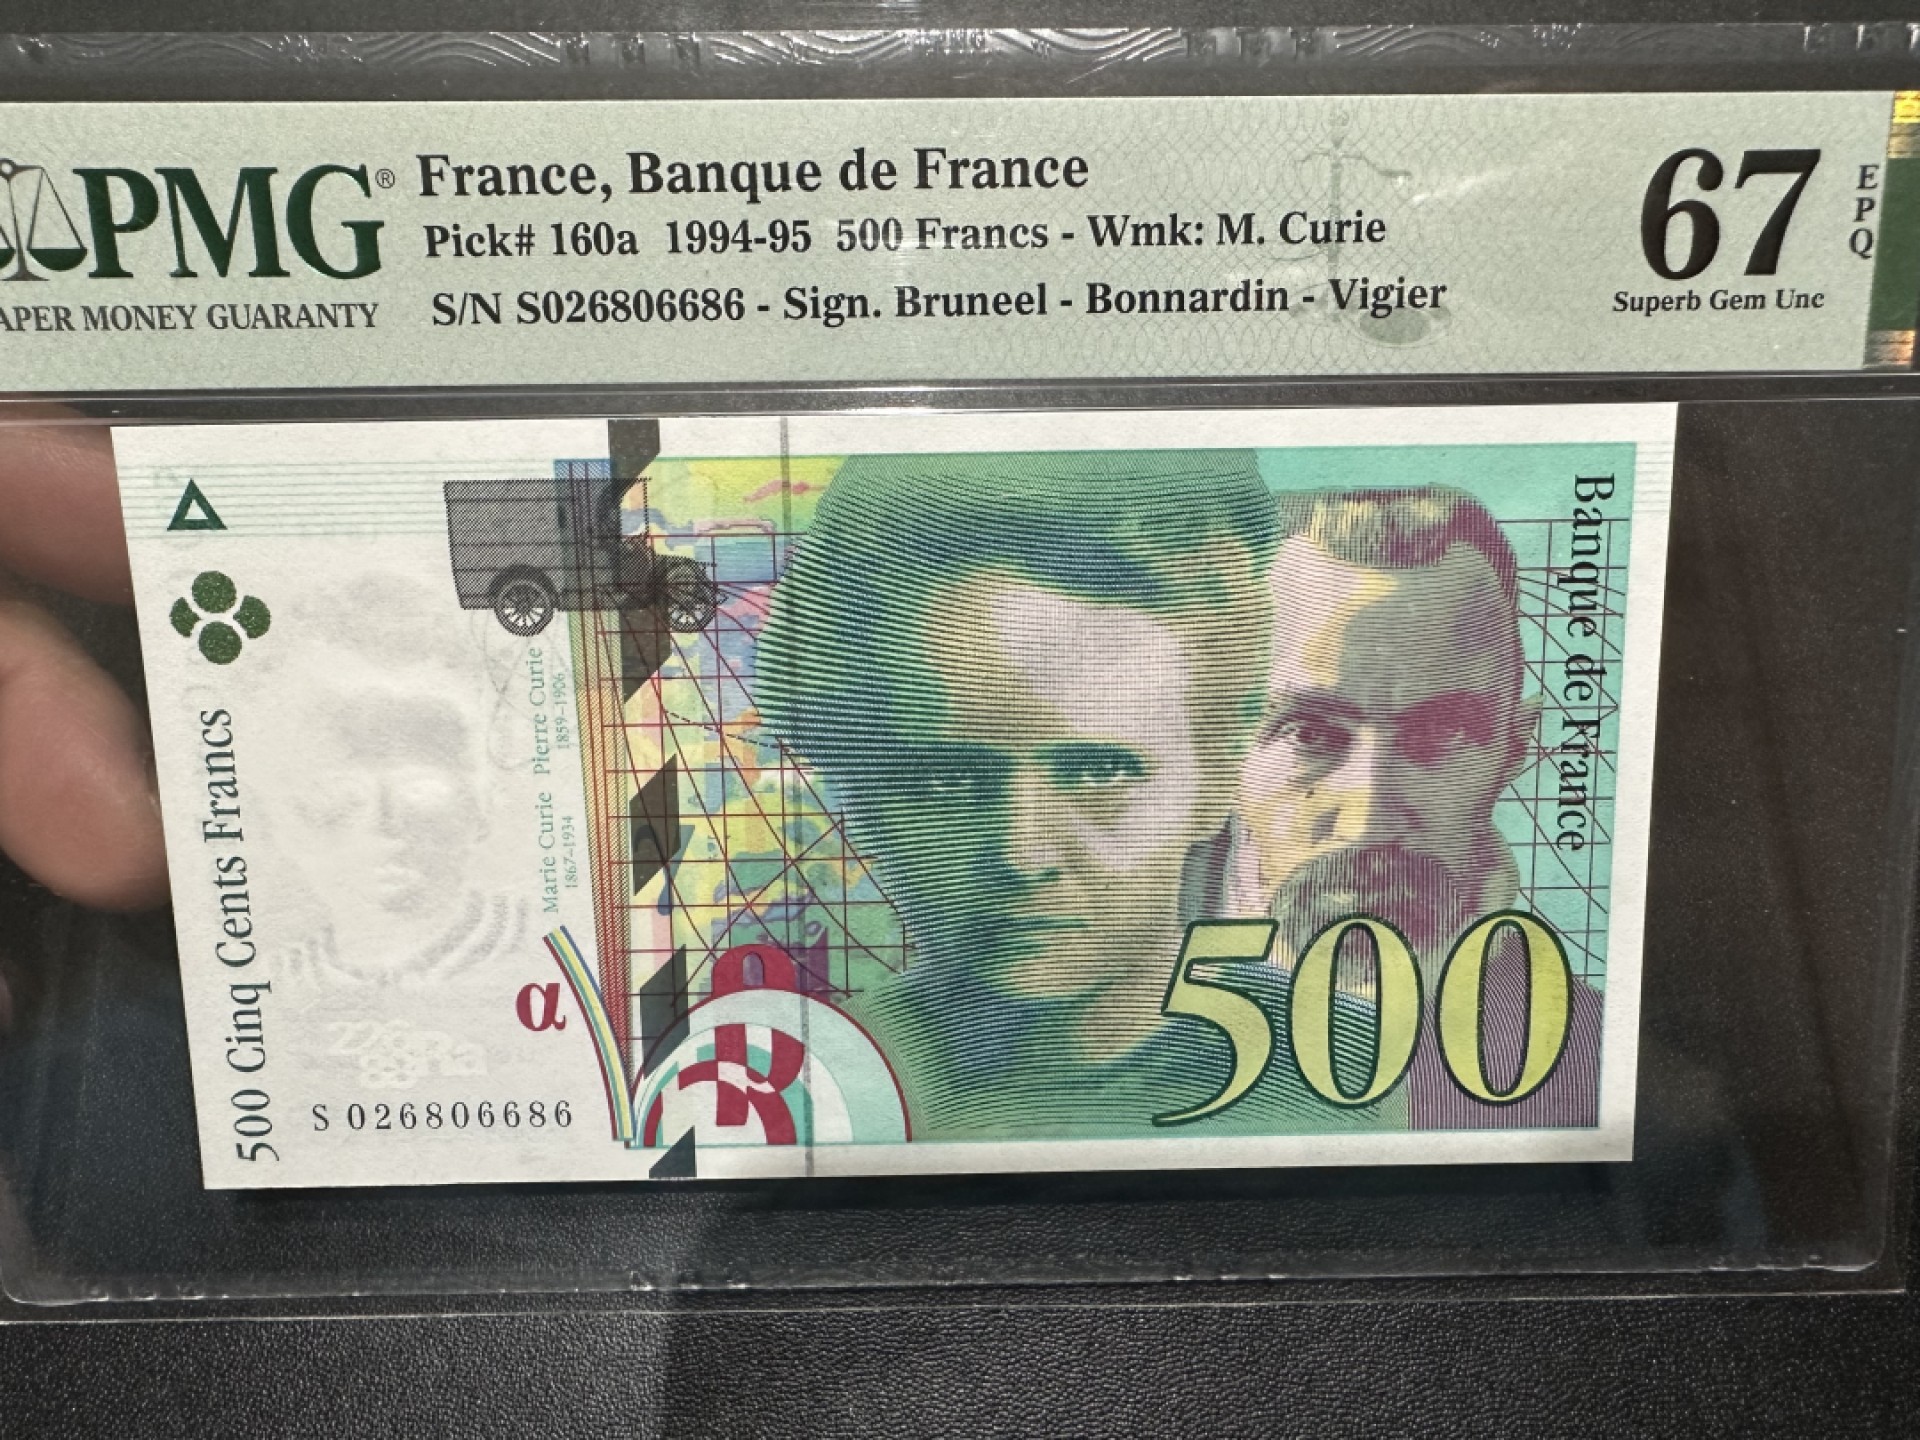 PMG®
APER MONEY GUARANTY
France, Banque de France
Pick# 160a 1994-95 500 Francs - Wmk: M. Curie
S/N S026806686 - Sign. Bruneel - Bonnardin - Vigier
67
EPQ
Superb Gem Unc
500 Cinq Cents Francs
Marie Curie Pierre Curie
1867-1934 1859-1906
α
S 026806686
Banque de France
500